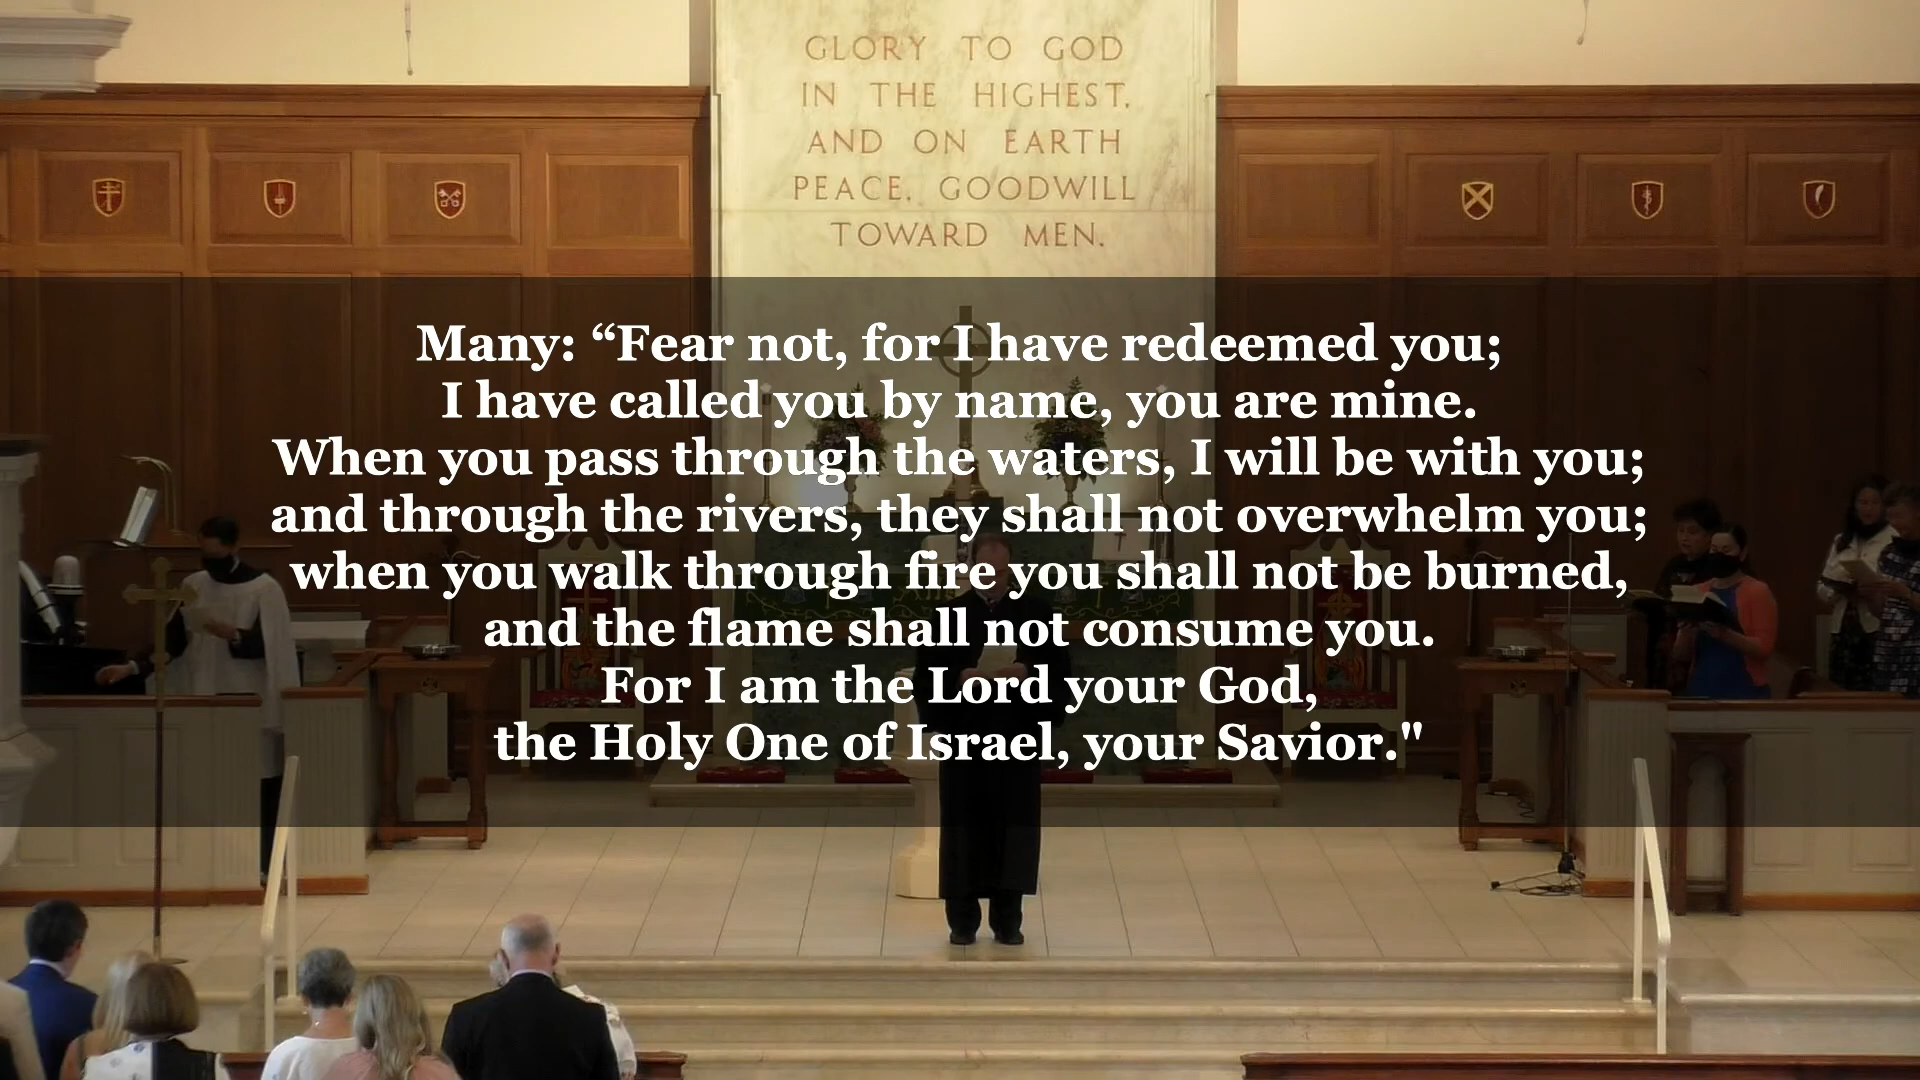 GLORY TO GOD
IN THE HIGHEST,
AND ON EARTH
PEACE, GOODWILL
TOWARD MEN.
Many: “Fear not, for I have redeemed you;
I have called you by name, you are mine.
When you pass through the waters, I will be with you;
and through the rivers, they shall not overwhelm you;
when you walk through fire you shall not be burned,
and the flame shall not consume you.
For I am the Lord your God,
the Holy One of Israel, your Savior."